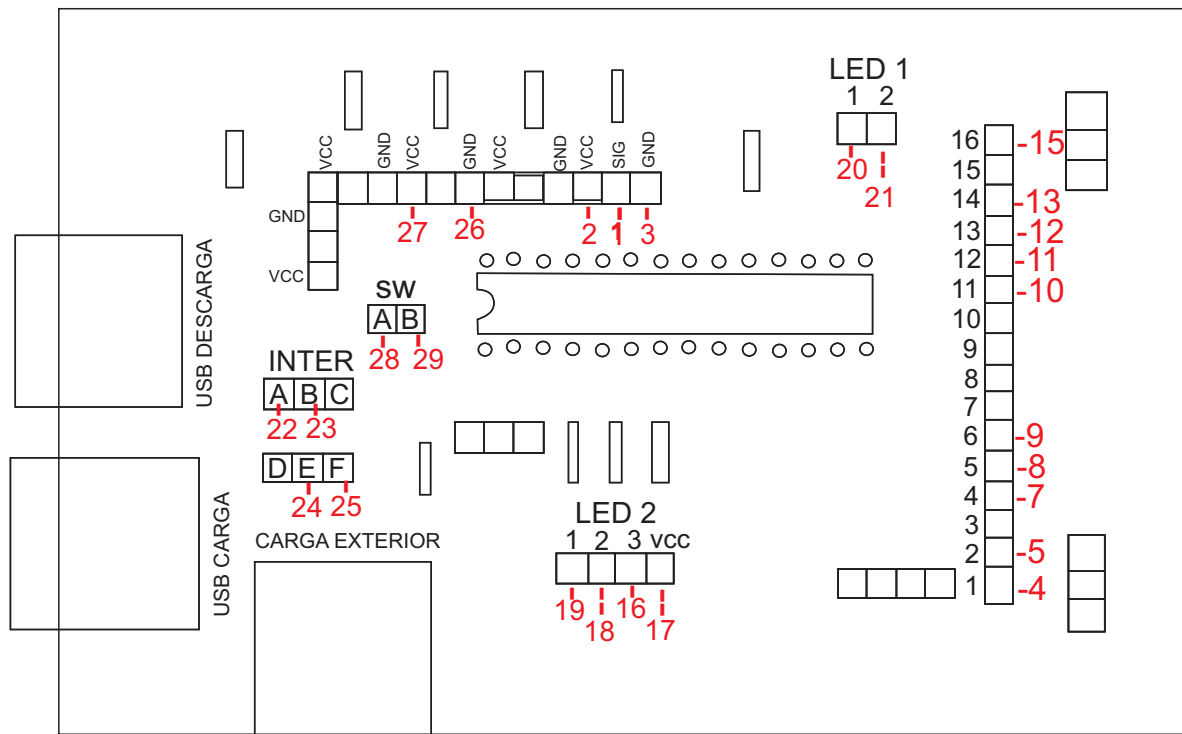 LED 1
1 2
20 21
VCC GND VCC GND VCC GND VCC SIG GND
GND
VCC
27 26 2 1 3
SW
A B
28 29
USB DESCARGA
INTER
A B C
22 23
D E F
24 25
USB CARGA
CARGA EXTERIOR
LED 2
1 2 3 vcc
19 18 16 17
16 -15
15
14 -13
13 -12
12 -11
11 -10
10
9
8
7
6 -9
5 -8
4 -7
3
2 -5
1 -4